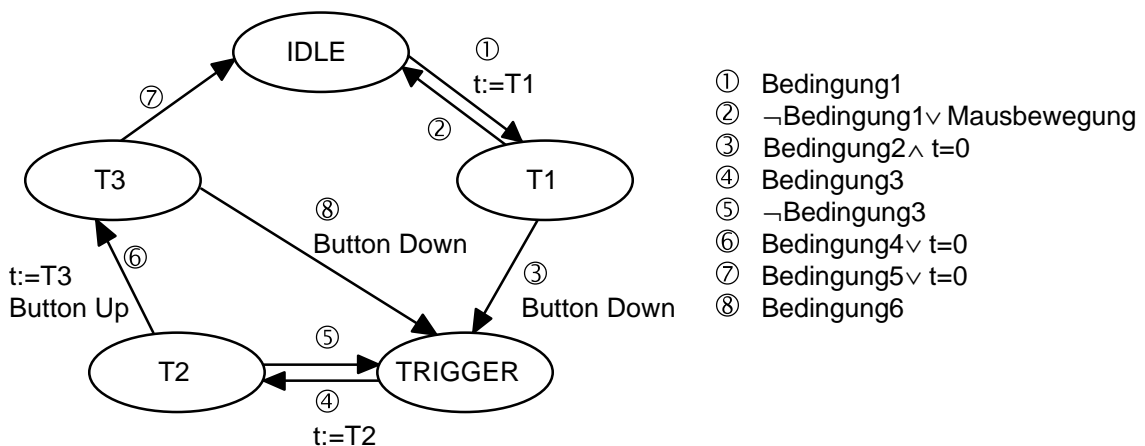 IDLE
①
t:=T1
⑦
②
T3
T1
⑧
Button Down
⑥
t:=T3
Button Up
③
Button Down
⑤
T2
TRIGGER
④
t:=T2
① Bedingung1
② ¬Bedingung1∨ Mausbewegung
③ Bedingung2∧ t=0
④ Bedingung3
⑤ ¬Bedingung3
⑥ Bedingung4∨ t=0
⑦ Bedingung5∨ t=0
⑧ Bedingung6